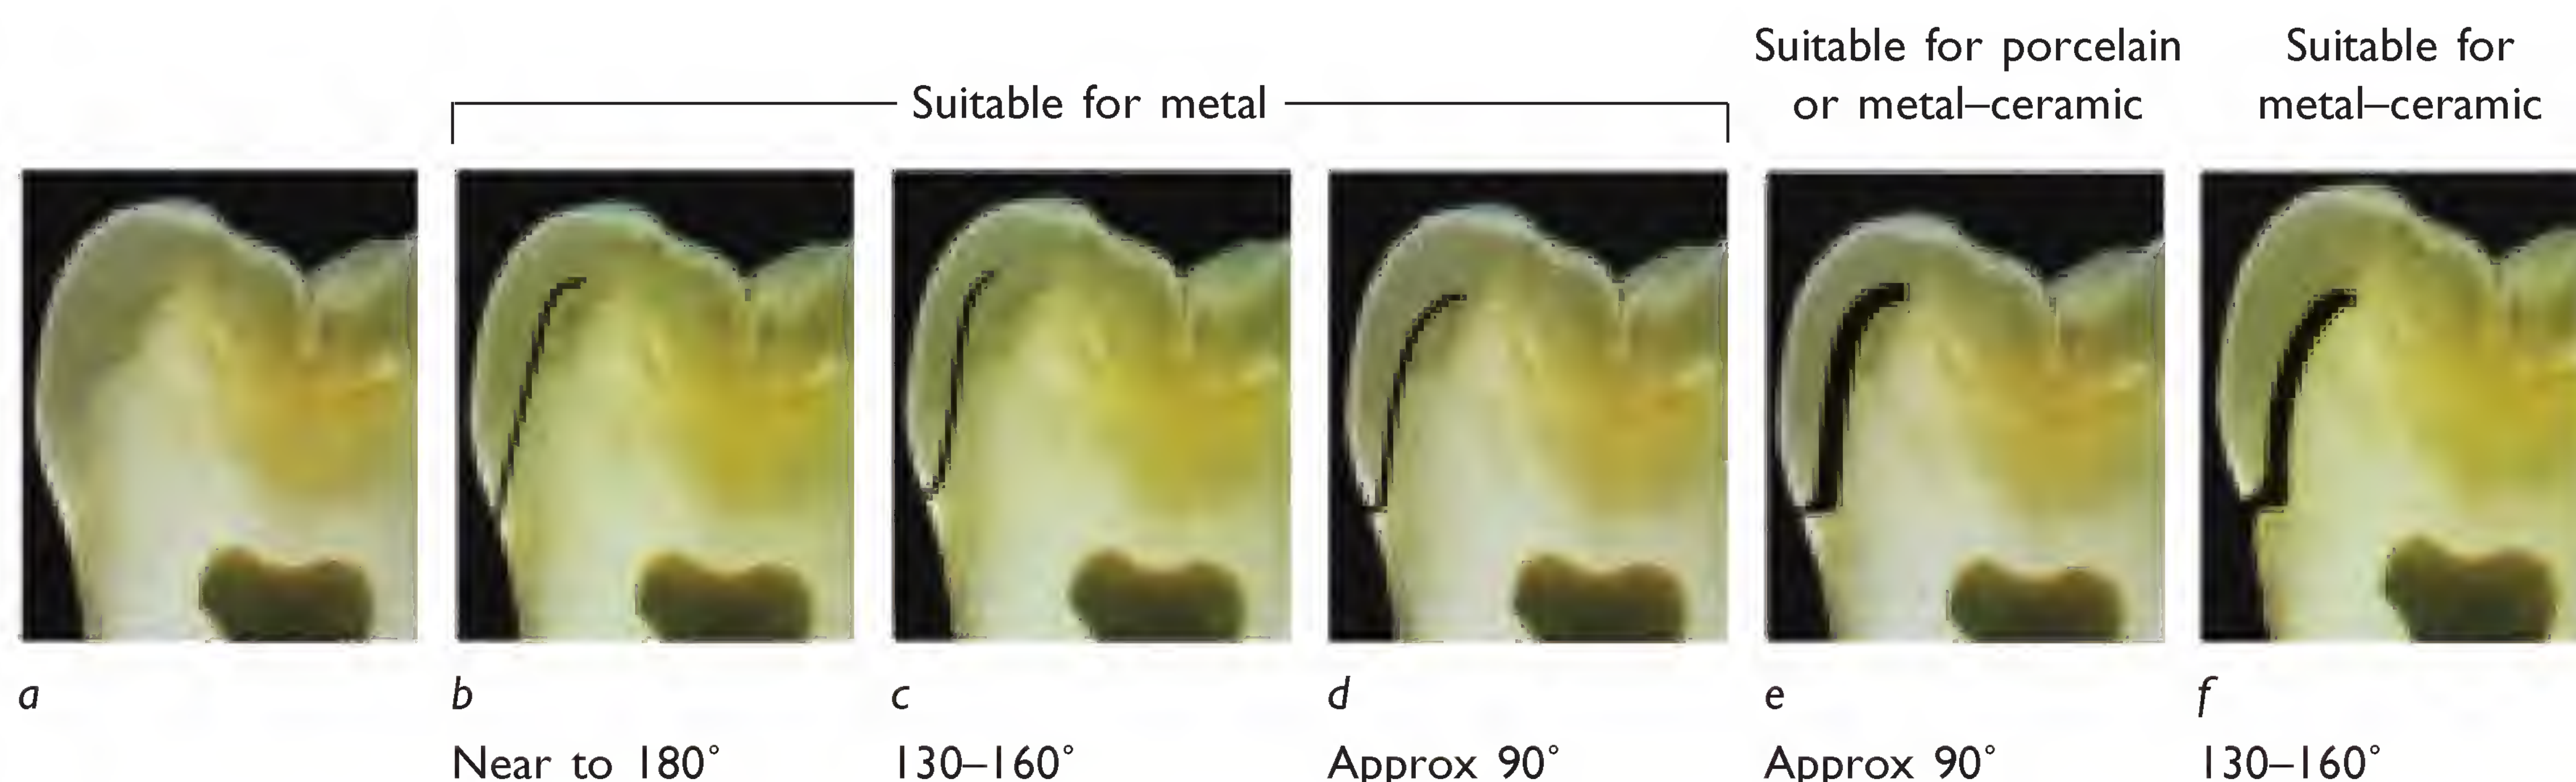 Suitable for metal
Suitable for porcelain
or metal–ceramic
Suitable for
metal–ceramic
a
b
c
d
e
f
Near to 180°
130–160°
Approx 90°
Approx 90°
130–160°